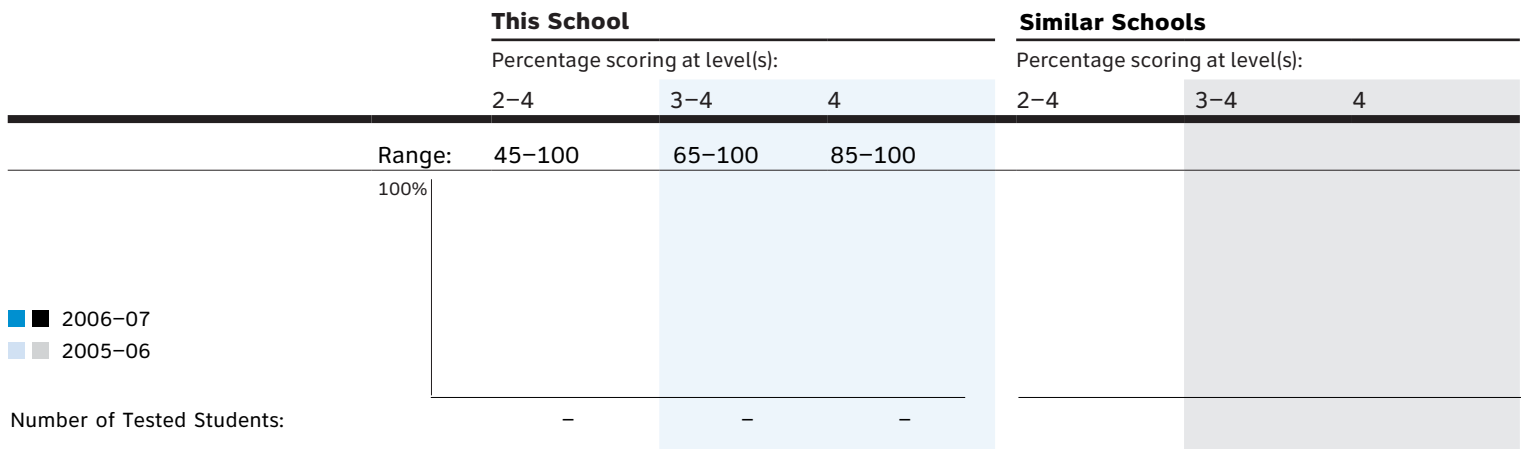 This School Similar Schools
Percentage scoring at level(s): Percentage scoring at level(s):
2–4 3–4 4 2–4 3–4 4
Range: 45–100 65–100 85–100
100%
2006–07
2005–06
Number of Tested Students: – – –